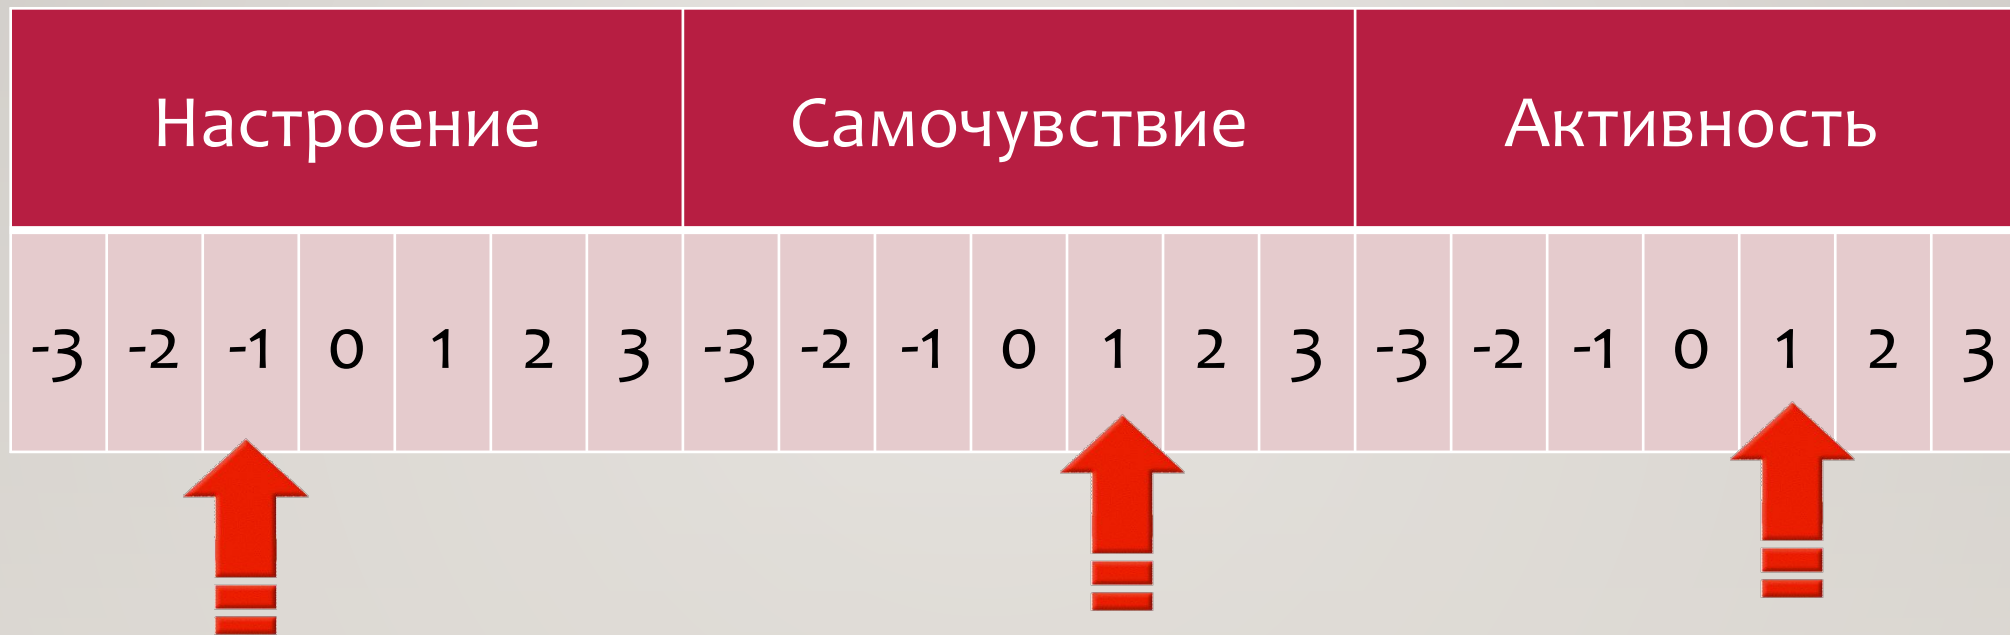 Настроение Самочувствие Активность
-3 -2 -1 0 1 2 3 -3 -2 -1 0 1 2 3 -3 -2 -1 0 1 2 3